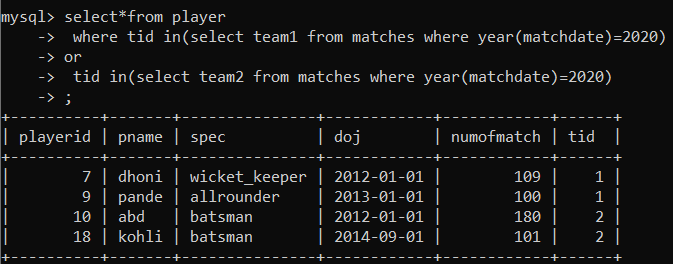 mysql> select*from player
    ->  where tid in(select team1 from matches where year(matchdate)=2020)
    -> or
    ->  tid in(select team2 from matches where year(matchdate)=2020)
    -> ;
+----------+-------+---------------+------------+------------+------+
| playerid | pname | spec          | doj        | numofmatch | tid  |
+----------+-------+---------------+------------+------------+------+
|        7 | dhoni | wicket_keeper | 2012-01-01 |        109 |    1 |
|        9 | pande | allrounder    | 2013-01-01 |        100 |    1 |
|       10 | abd   | batsman       | 2012-01-01 |        180 |    2 |
|       18 | kohli | batsman       | 2014-09-01 |        101 |    2 |
+----------+-------+---------------+------------+------------+------+